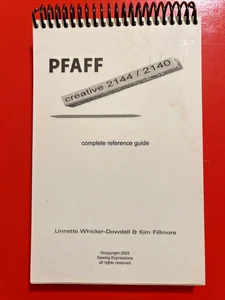 PFAFF
creative 2144 / 2140
complete reference guide
Linnette Whicker-Dowdell & Kim Fillmore
©copyright 2003
Sewing Expressions
all rights reserved